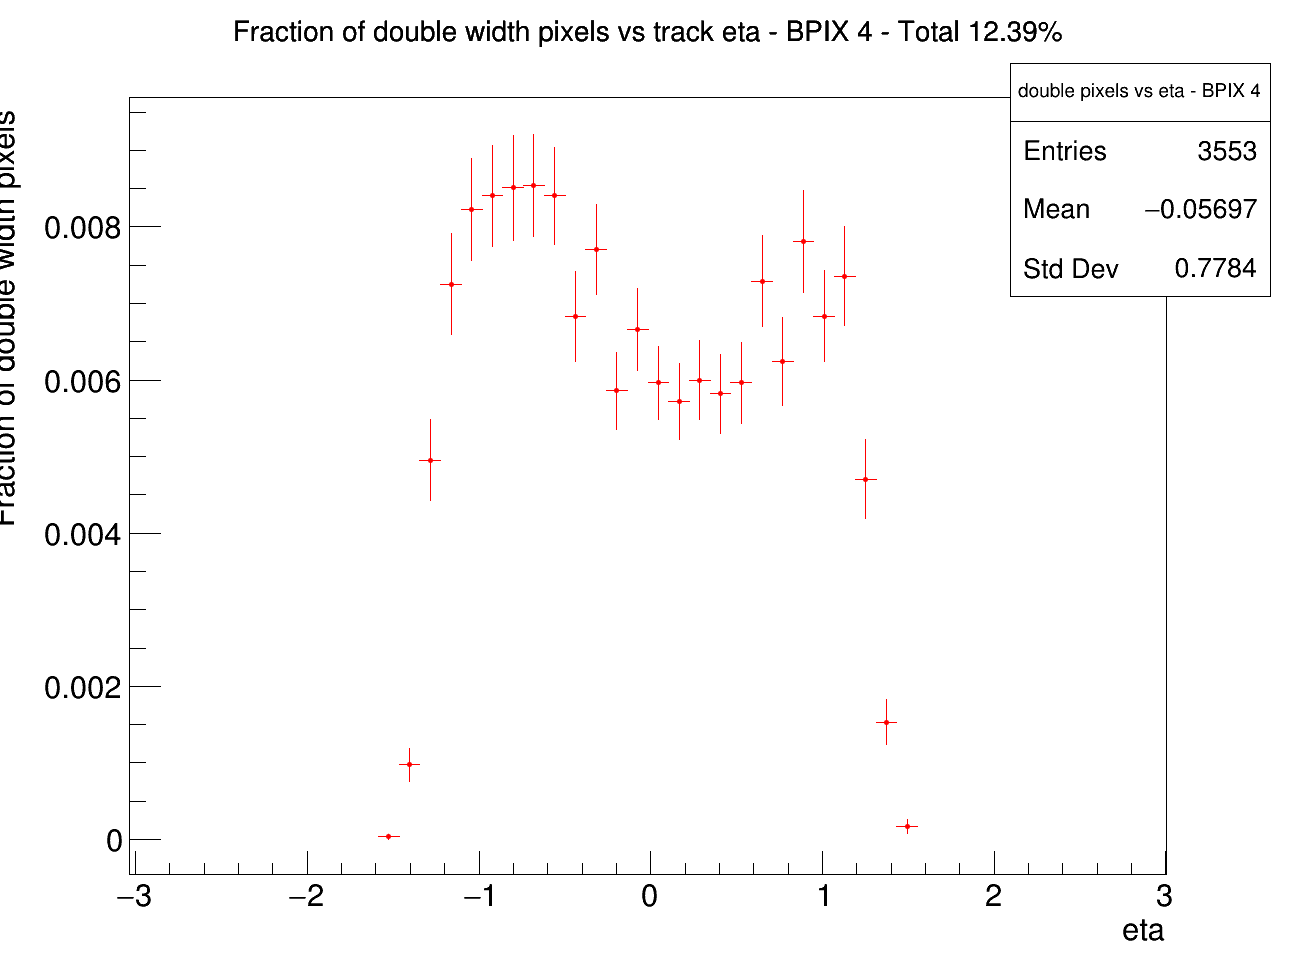 Fraction of double width pixels vs track eta - BPIX 4 - Total 12.39%
double pixels vs eta - BPIX 4
Entries 3553
Mean −0.05697
Std Dev 0.7784
Fraction of double width pixels
0.008
0.006
0.004
0.002
0
−3 −2 −1 0 1 2 3
eta